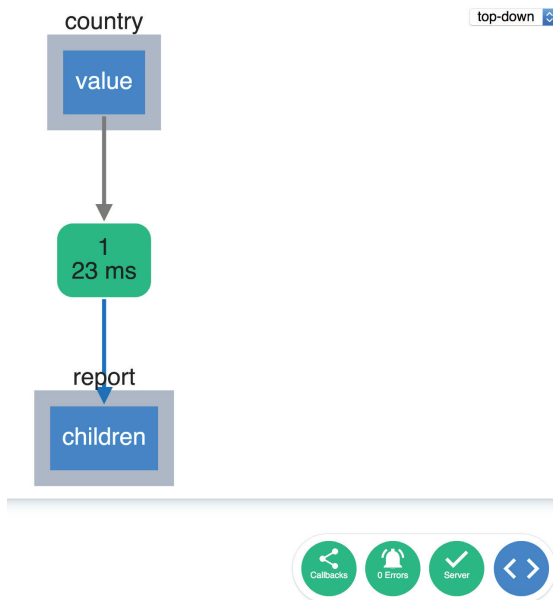 country
top-down
value
1
23 ms
report
children
Callbacks
0 Errors
Server